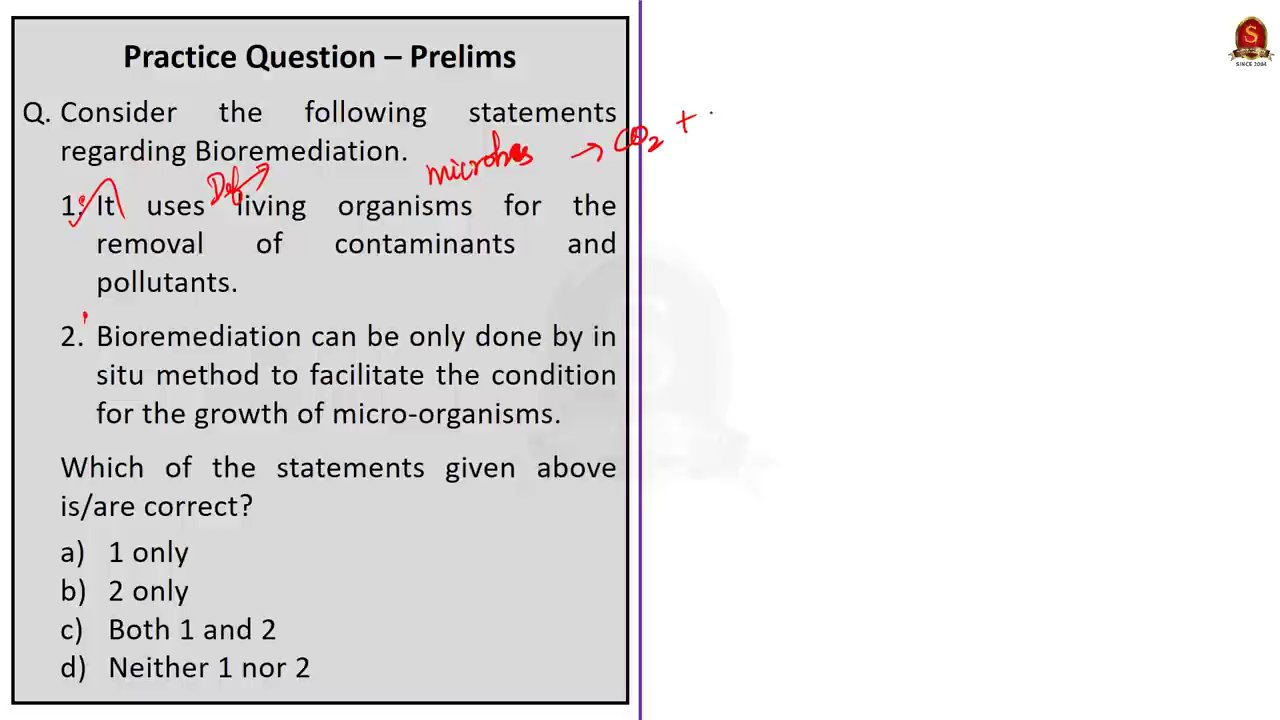 Practice Question – Prelims
Q. Consider the following statements
regarding Bioremediation.
microbes → CO2 +
Def
1. It uses living organisms for the
removal of contaminants and
pollutants.
2. Bioremediation can be only done by in
situ method to facilitate the condition
for the growth of micro-organisms.
Which of the statements given above
is/are correct?
a) 1 only
b) 2 only
c) Both 1 and 2
d) Neither 1 nor 2
S
SINCE 2004